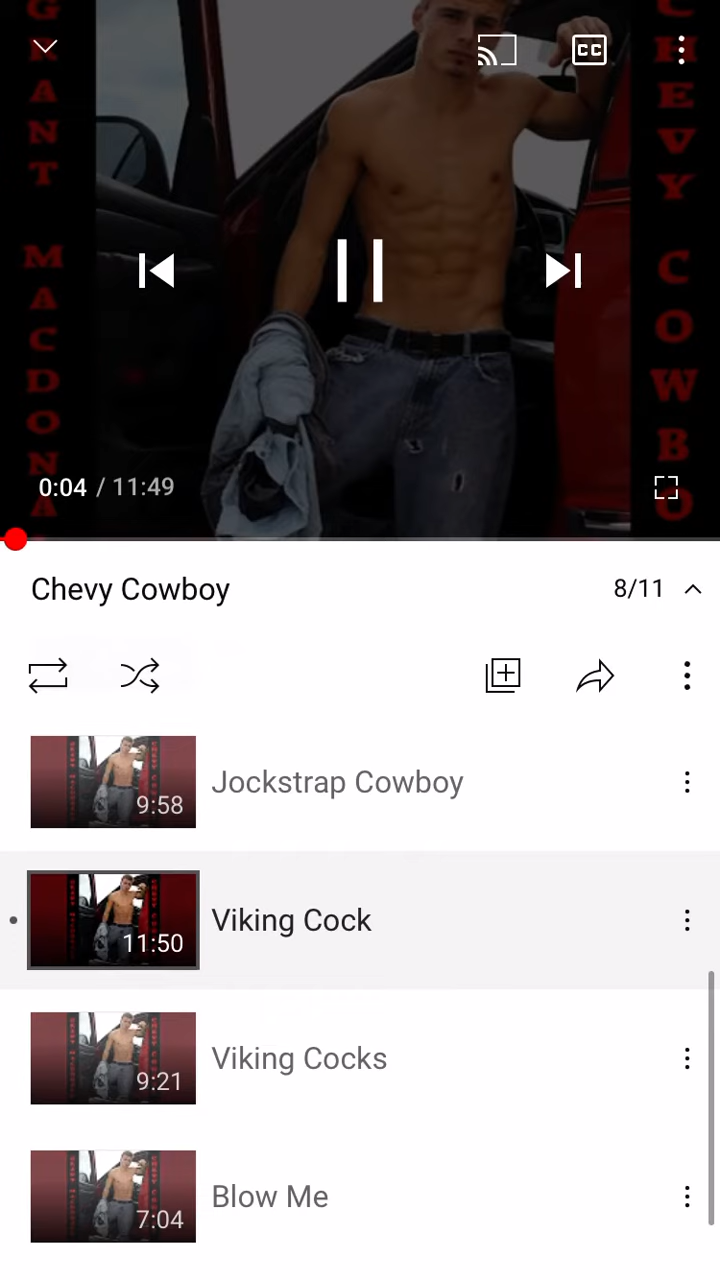 GRANT MACDONA
CHEVY COWBO
CC
0:04 / 11:49
Chevy Cowboy
8/11
9:58
Jockstrap Cowboy
11:50
Viking Cock
9:21
Viking Cocks
7:04
Blow Me